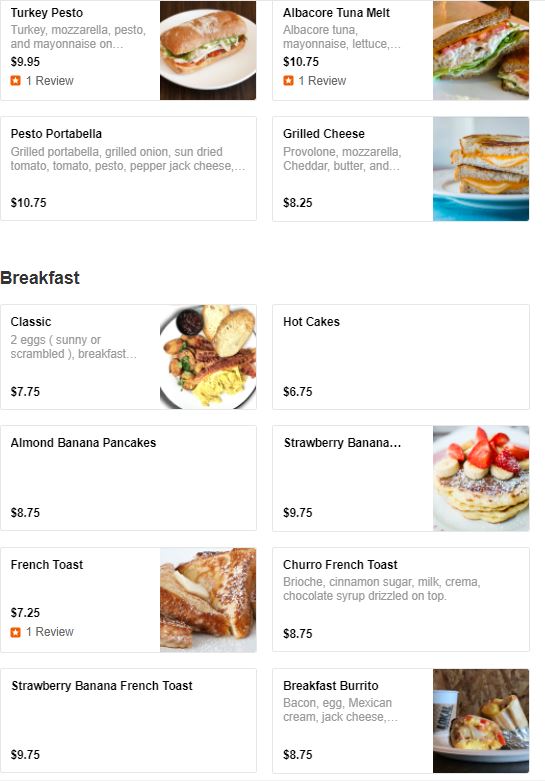 Turkey Pesto
Turkey, mozzarella, pesto,
and mayonnaise on…
$9.95
1 Review
Albacore Tuna Melt
Albacore tuna,
mayonnaise, lettuce,…
$10.75
1 Review
Pesto Portabella
Grilled portabella, grilled onion, sun dried
tomato, tomato, pesto, pepper jack cheese,…
$10.75
Grilled Cheese
Provolone, mozzarella,
Cheddar, butter, and…
$8.25
Breakfast
Classic
2 eggs ( sunny or
scrambled ), breakfast…
$7.75
Hot Cakes
$6.75
Almond Banana Pancakes
$8.75
Strawberry Banana…
$9.75
French Toast
$7.25
1 Review
Churro French Toast
Brioche, cinnamon sugar, milk, crema,
chocolate syrup drizzled on top.
$8.75
Strawberry Banana French Toast
$9.75
Breakfast Burrito
Bacon, egg, Mexican
cream, jack cheese,…
$8.75